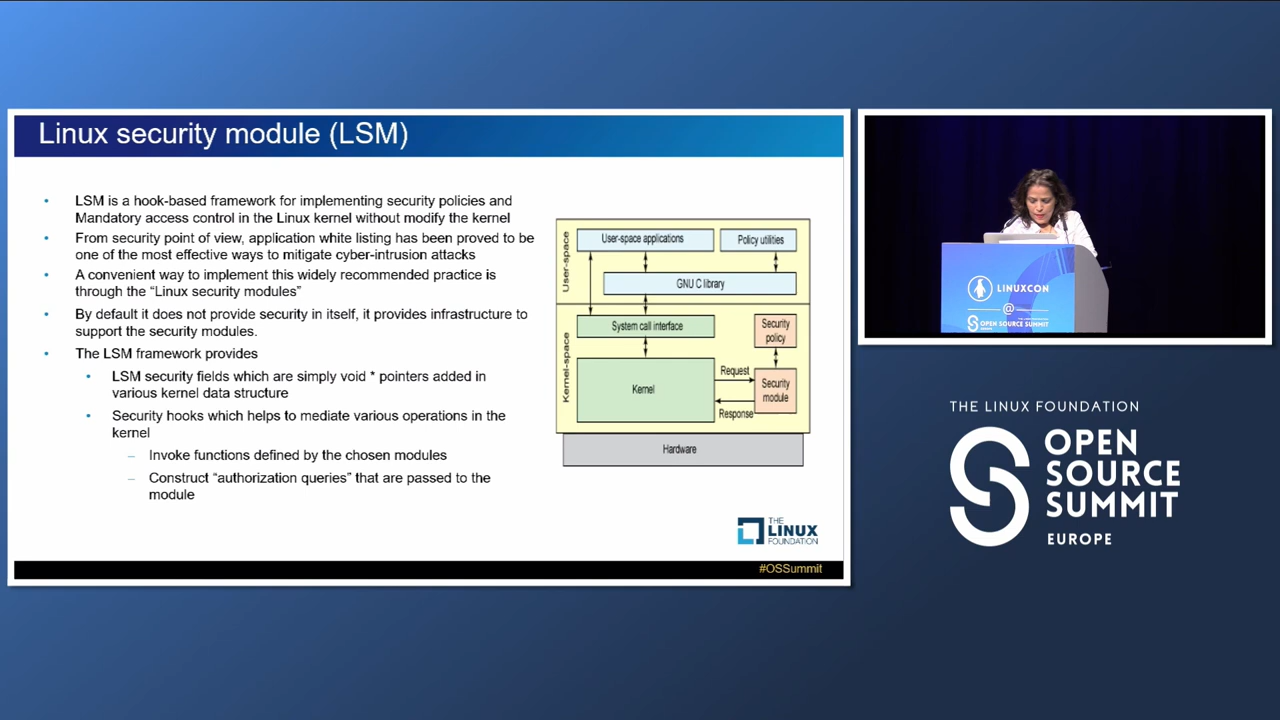 Linux security module (LSM)
LSM is a hook-based framework for implementing security policies and
Mandatory access control in the Linux kernel without modify the kernel
From security point of view, application white listing has been proved to be
one of the most effective ways to mitigate cyber-intrusion attacks
A convenient way to implement this widely recommended practice is
through the “Linux security modules”
By default it does not provide security in itself, it provides infrastructure to
support the security modules.
The LSM framework provides
LSM security fields which are simply void * pointers added in
various kernel data structure
Security hooks which helps to mediate various operations in the
kernel
Invoke functions defined by the chosen modules
Construct “authorization queries” that are passed to the
module
User-space
User-space applications
Policy utilities
GNU C library
Kernel-space
System call interface
Security
policy
Kernel
Request
Response
Security
module
Hardware
THE
LINUX
FOUNDATION
#OSSummit
LINUXCON
@
OPEN SOURCE SUMMIT
THE LINUX FOUNDATION
OPEN
SOURCE
SUMMIT
EUROPE